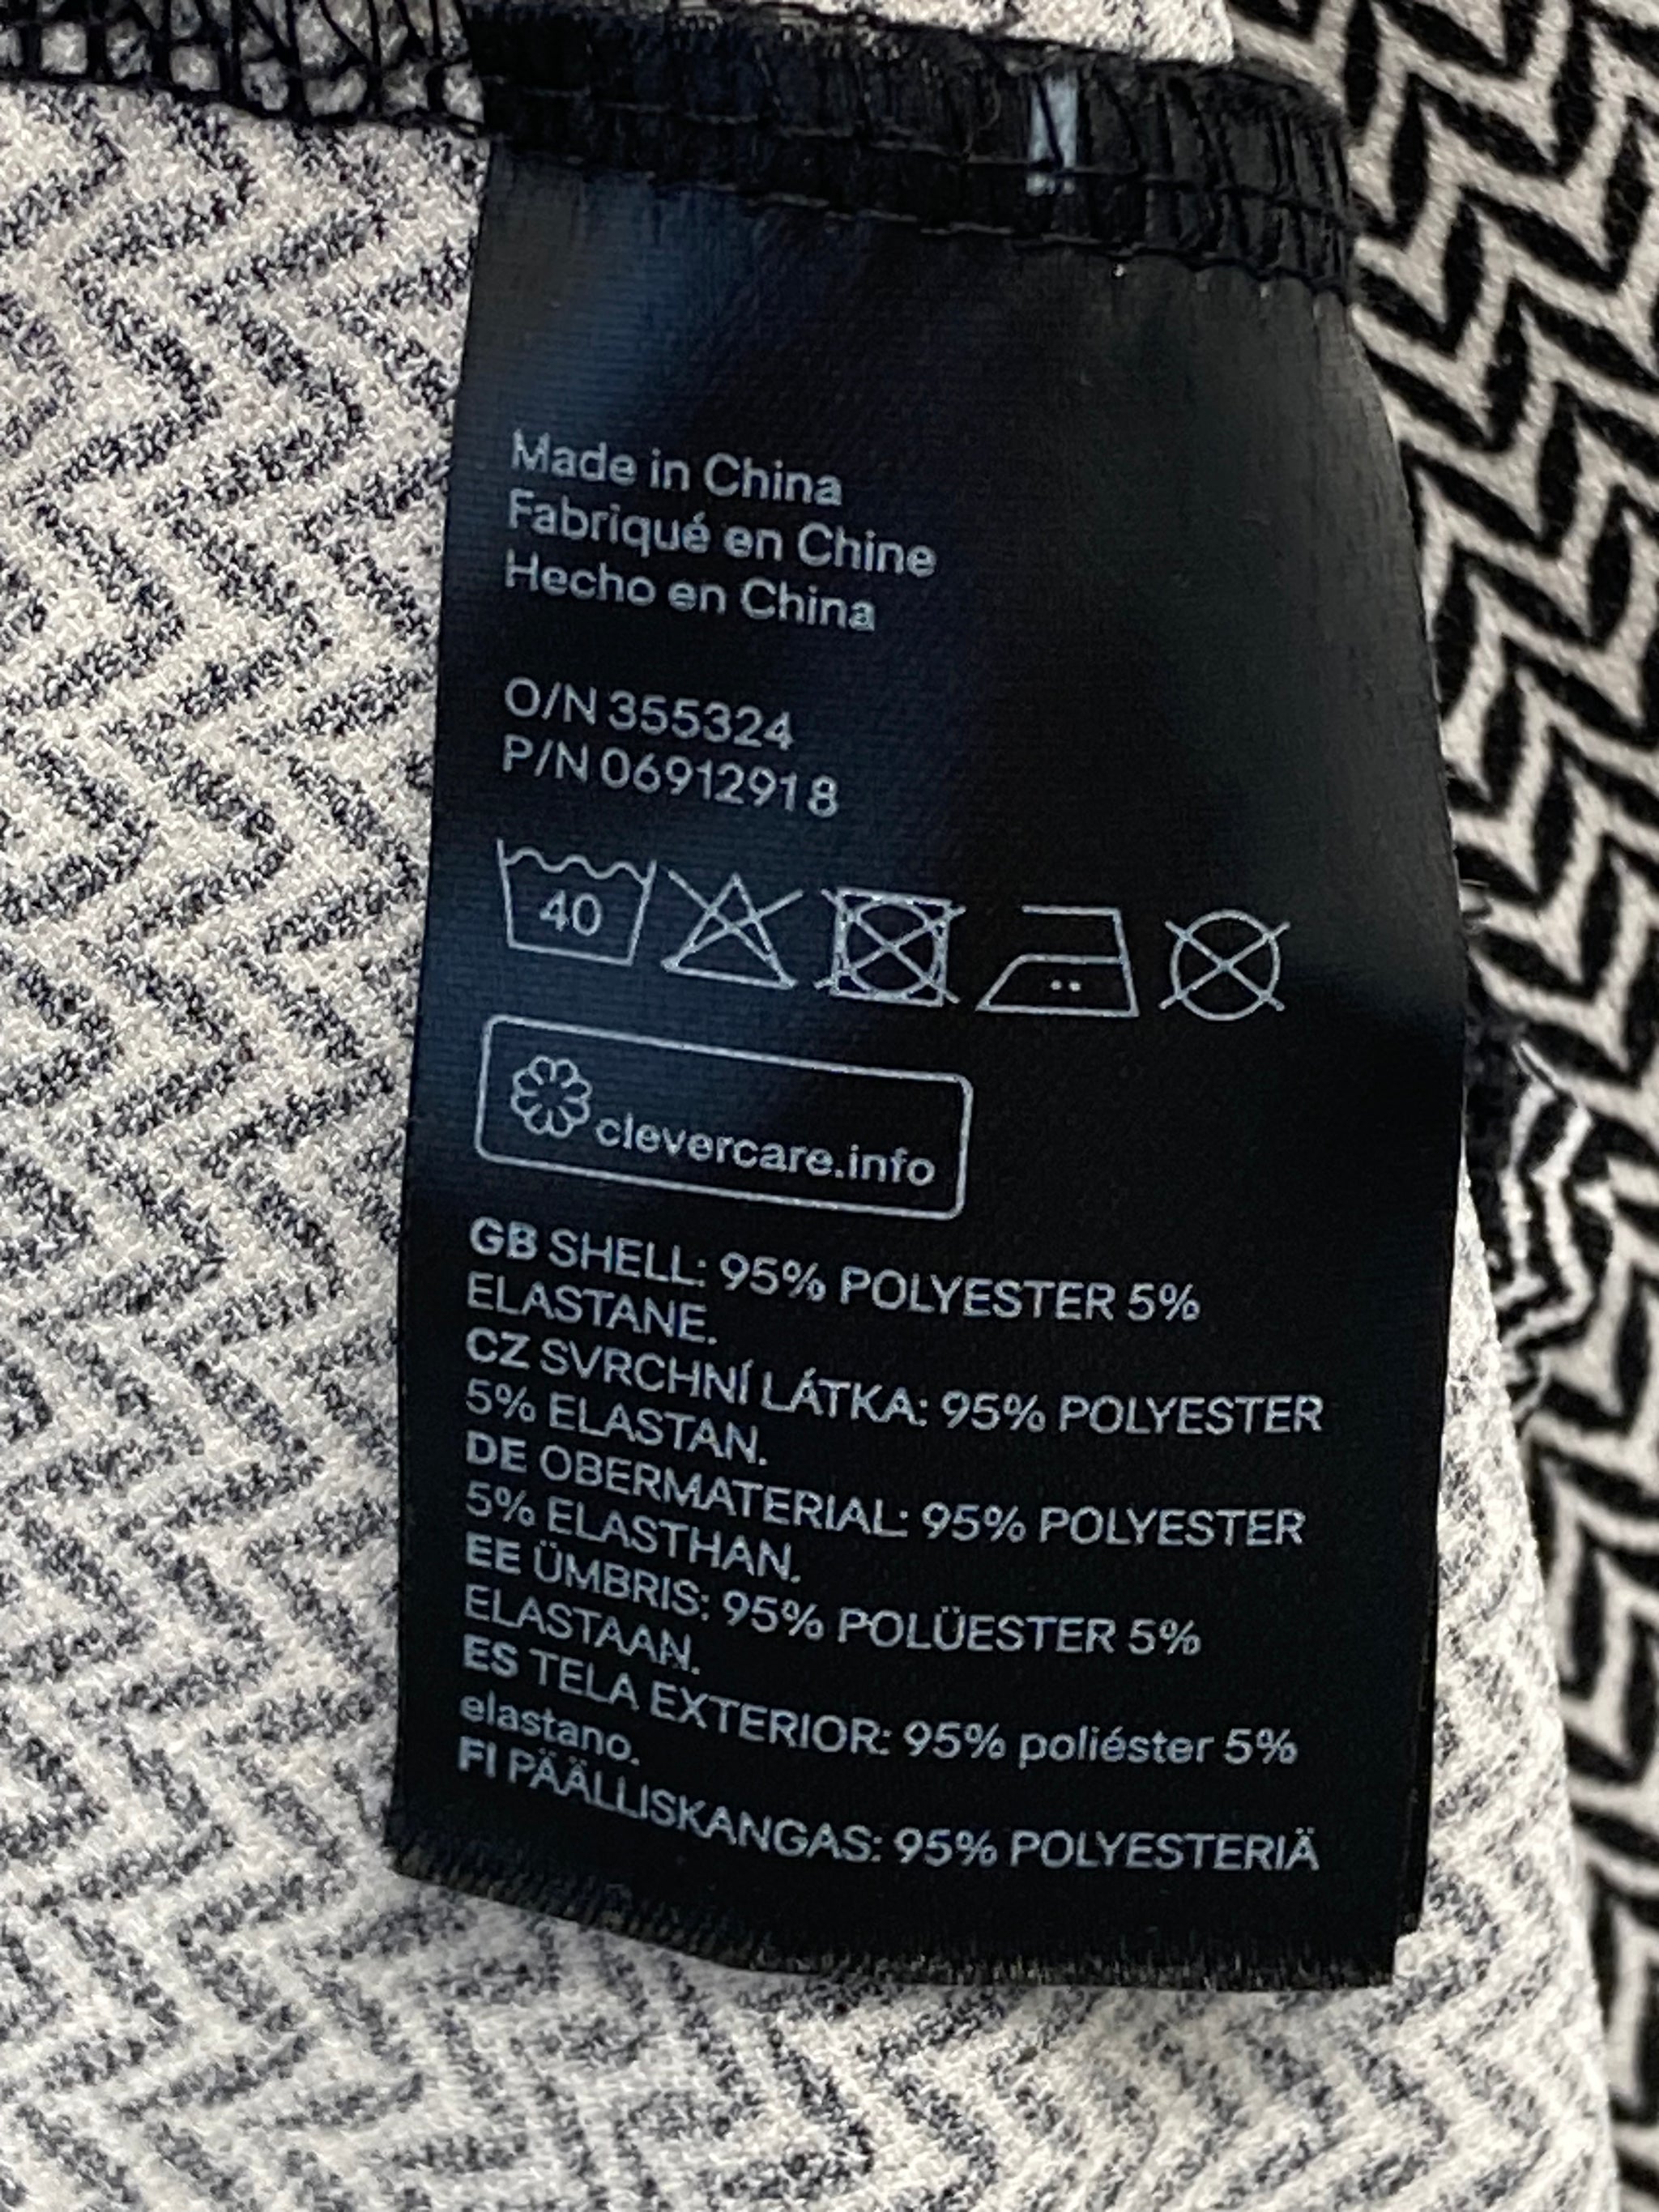 Made in China
Fabriqué en Chine
Hecho en China
O/N 355324
P/N 06912918
40
clevercare.info
GB SHELL: 95% POLYESTER 5%
ELASTANE.
CZ SVRCHNÍ LÁTKA: 95% POLYESTER
5% ELASTAN.
DE OBERMATERIAL: 95% POLYESTER
5% ELASTHAN.
EE ÜMBRIS: 95% POLÜESTER 5%
ELASTAAN.
ES TELA EXTERIOR: 95% poliéster 5%
elastano.
FI PÄÄLLISKANGAS: 95% POLYESTERIÄ